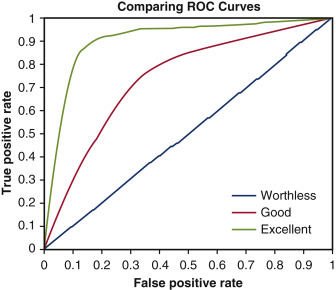 Comparing ROC Curves
True positive rate
1
0.9
0.8
0.7
0.6
0.5
0.4
0.3
0.2
0.1
0
Worthless
Good
Excellent
0 0.1 0.2 0.3 0.4 0.5 0.6 0.7 0.8 0.9 1
False positive rate